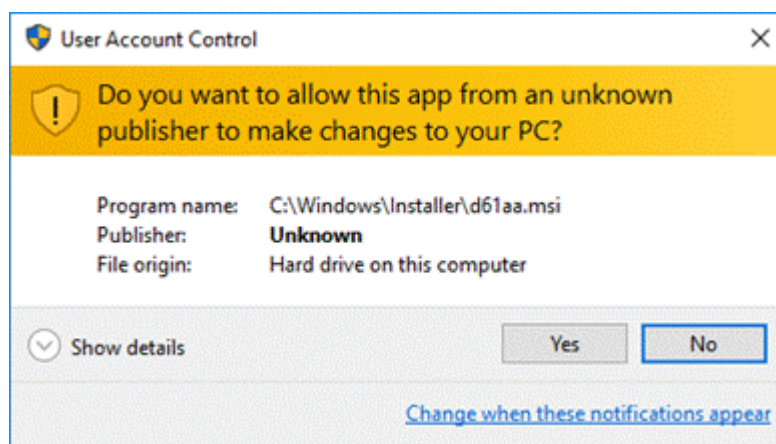 User Account Control
Do you want to allow this app from an unknown
publisher to make changes to your PC?
Program name: C:\Windows\Installer\d61aa.msi
Publisher: Unknown
File origin: Hard drive on this computer
Show details
Yes
No
Change when these notifications appear